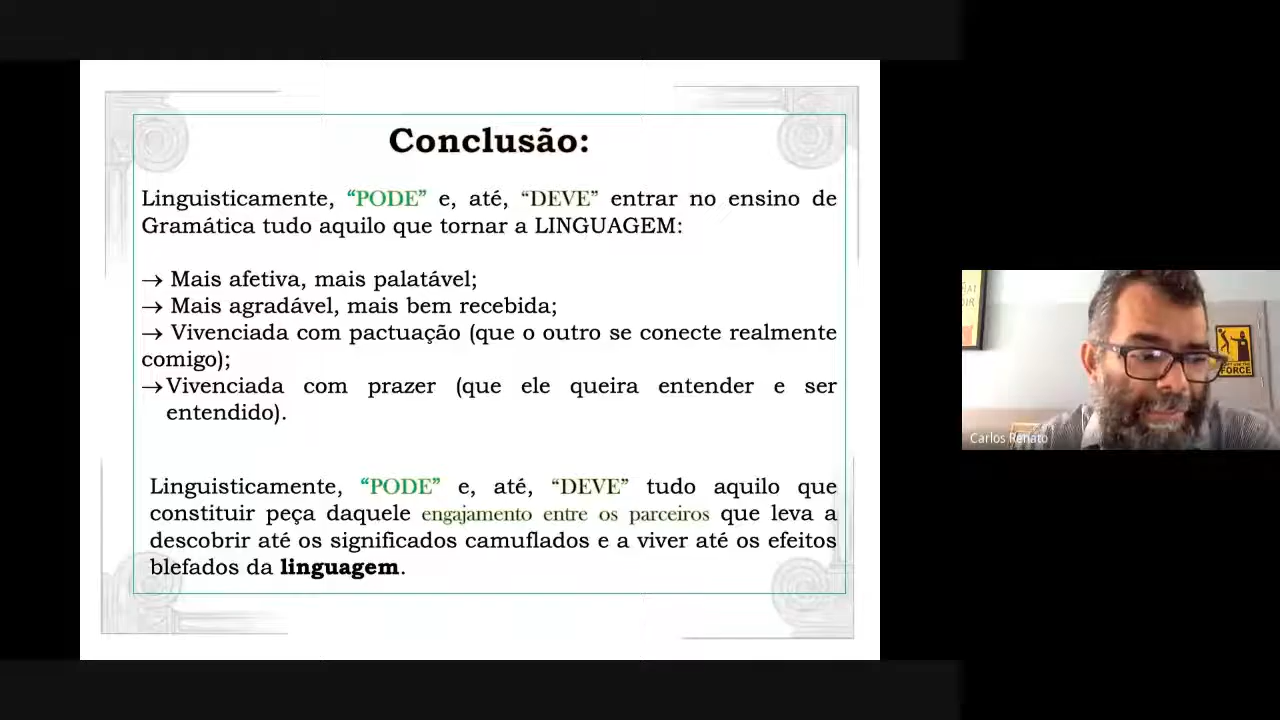 Conclusão:
Linguisticamente, “PODE” e, até, “DEVE” entrar no ensino de
Gramática tudo aquilo que tornar a LINGUAGEM:
→ Mais afetiva, mais palatável;
→ Mais agradável, mais bem recebida;
→ Vivenciada com pactuação (que o outro se conecte realmente
comigo);
→Vivenciada com prazer (que ele queira entender e ser
entendido).
Linguisticamente, “PODE” e, até, “DEVE” tudo aquilo que
constituir peça daquele engajamento entre os parceiros que leva a
descobrir até os significados camuflados e a viver até os efeitos
blefados da linguagem.
FORCE
Carlos Renato